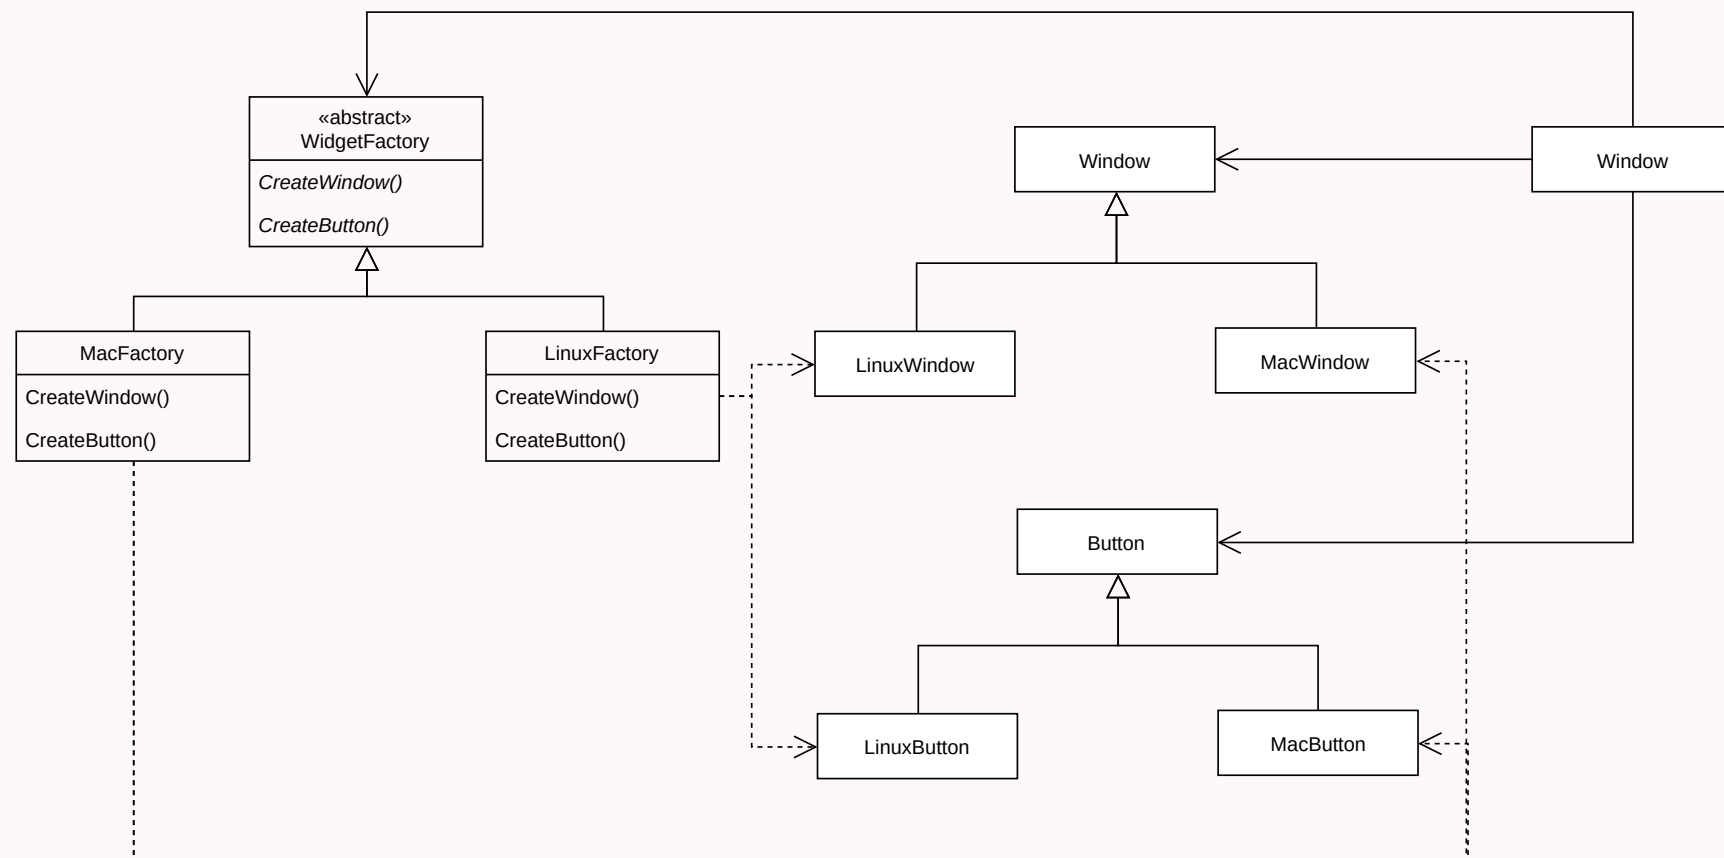 «abstract»
WidgetFactory
CreateWindow()
CreateButton()
Window
Window
MacFactory
CreateWindow()
CreateButton()
LinuxFactory
CreateWindow()
CreateButton()
LinuxWindow
MacWindow
Button
LinuxButton
MacButton